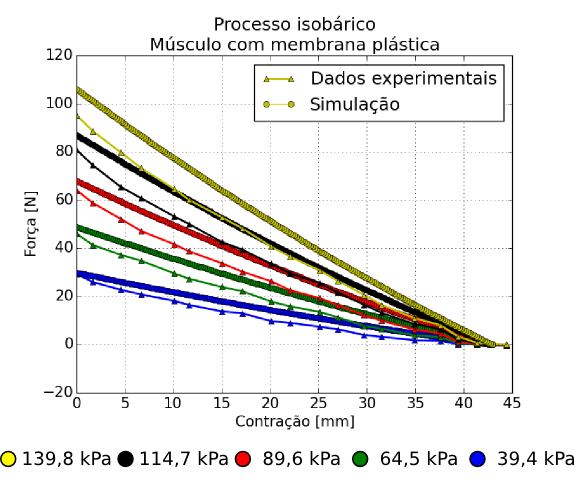 Processo isobárico
Músculo com membrana plástica
Dados experimentais
Simulação
Força [N]
120
100
80
60
40
20
0
−20
0 5 10 15 20 25 30 35 40 45
Contração [mm]
139,8 kPa 114,7 kPa 89,6 kPa 64,5 kPa 39,4 kPa